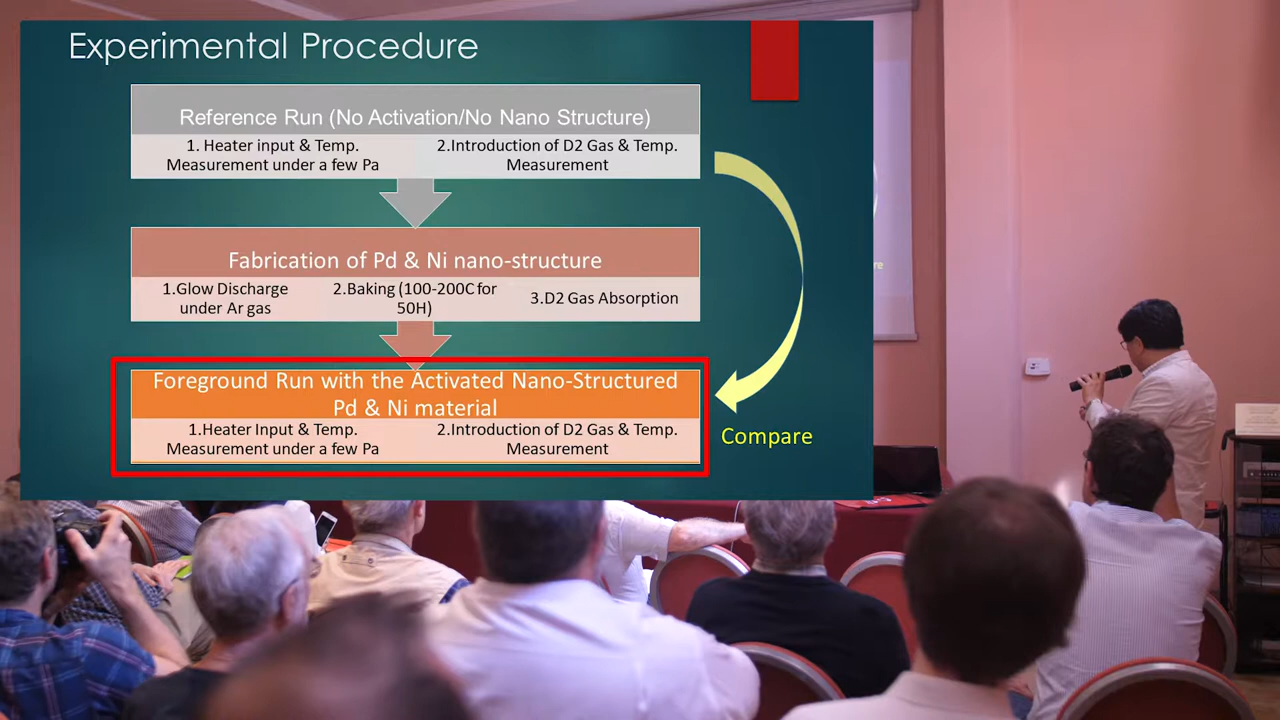 Experimental Procedure
Reference Run (No Activation/No Nano Structure)
1. Heater input & Temp.
Measurement under a few Pa
2.Introduction of D2 Gas & Temp.
Measurement
Fabrication of Pd & Ni nano-structure
1.Glow Discharge
under Ar gas
2.Baking (100-200C for
50H)
3.D2 Gas Absorption
Foreground Run with the Activated Nano-Structured
Pd & Ni material
1.Heater Input & Temp.
Measurement under a few Pa
2.Introduction of D2 Gas & Temp.
Measurement
Compare